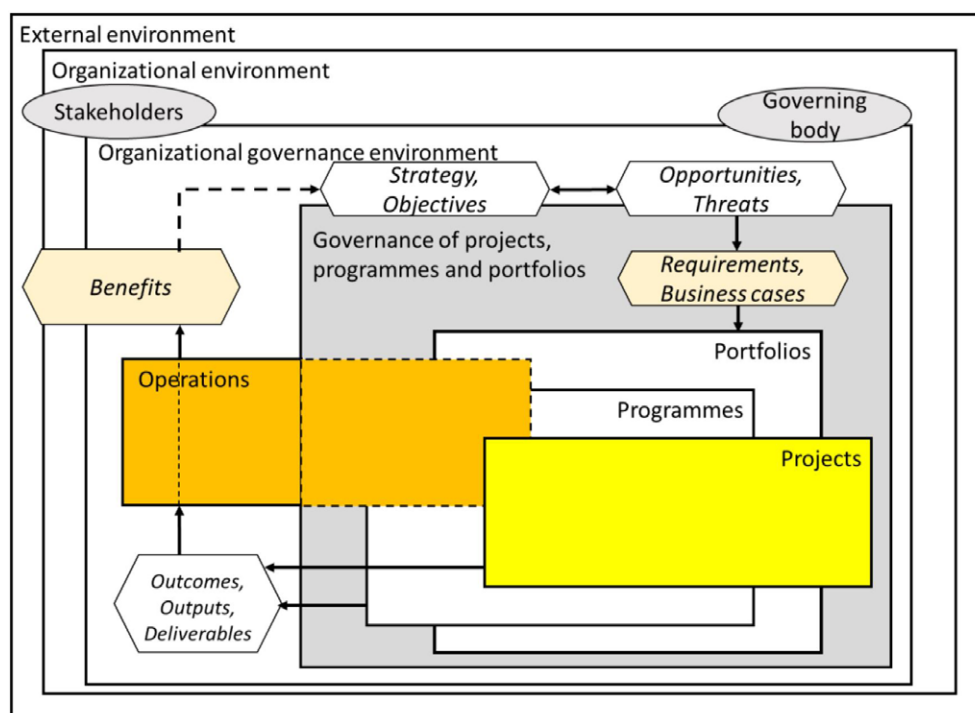 External environment
Organizational environment
Stakeholders
Governing
body
Organizational governance environment
Strategy,
Objectives
Opportunities,
Threats
Governance of projects,
programmes and portfolios
Requirements,
Business cases
Benefits
Portfolios
Operations
Programmes
Projects
Outcomes,
Outputs,
Deliverables